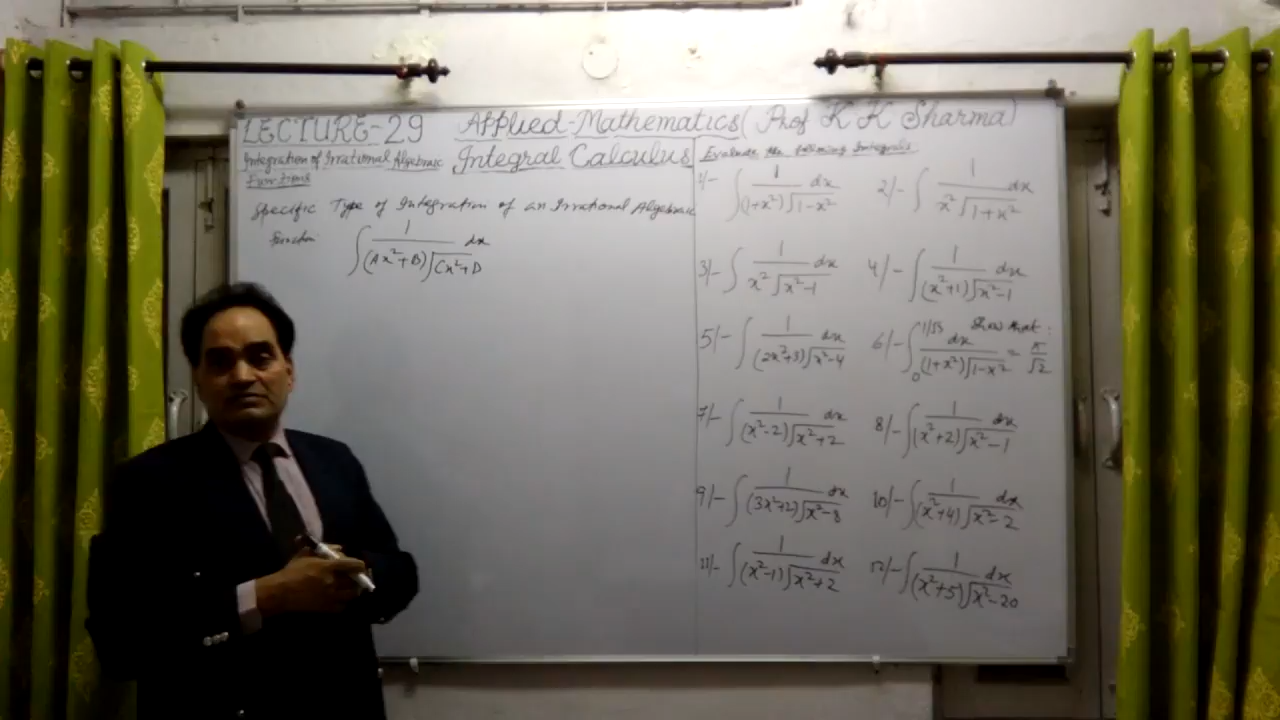 LECTURE-29 Applied-Mathematics (Prof K K Sharma)
Integration of Irrational Algebraic Integral Calculus
Functions
Specific Type of Integration of an Irrational Algebraic
Function ∫ 1/((Ax²+B)√(Cx²+D)) dx
Evaluate the following Integrals
1/- ∫ 1/((1+x²)√(1-x²)) dx
2/- ∫ 1/(x²√(1+x²)) dx
3/- ∫ 1/(x²√(x²-1)) dx
4/- ∫ 1/((x²+1)√(x²-1)) dx
5/- ∫ 1/((2x²+3)√(x²-4)) dx
6/- ∫₀^(1/√3) dx/((1+x²)√(1-x²)) = π/√2 Show that:
7/- ∫ 1/((x²-2)√(x²+2)) dx
8/- ∫ 1/((x²+2)√(x²-1)) dx
9/- ∫ 1/((3x²+2)√(x²-8)) dx
10/- ∫ 1/((x²+4)√(x²-2)) dx
11/- ∫ 1/((x²-1)√(x²+2)) dx
12/- ∫ 1/((x²+5)√(x²-20)) dx